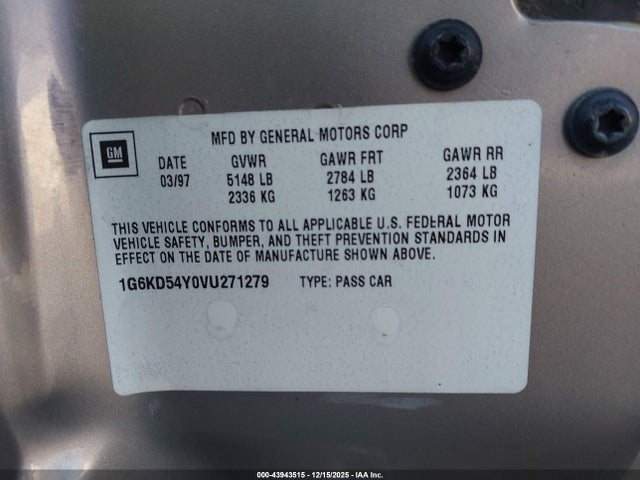 GM
MFD BY GENERAL MOTORS CORP
DATE GVWR GAWR FRT GAWR RR
03/97 5148 LB 2784 LB 2364 LB
2336 KG 1263 KG 1073 KG
THIS VEHICLE CONFORMS TO ALL APPLICABLE U.S. FEDERAL MOTOR
VEHICLE SAFETY, BUMPER, AND THEFT PREVENTION STANDARDS IN
EFFECT ON THE DATE OF MANUFACTURE SHOWN ABOVE.
1G6KD54Y0VU271279 TYPE: PASS CAR
000-43943515 - 12/15/2025 - IAA Inc.